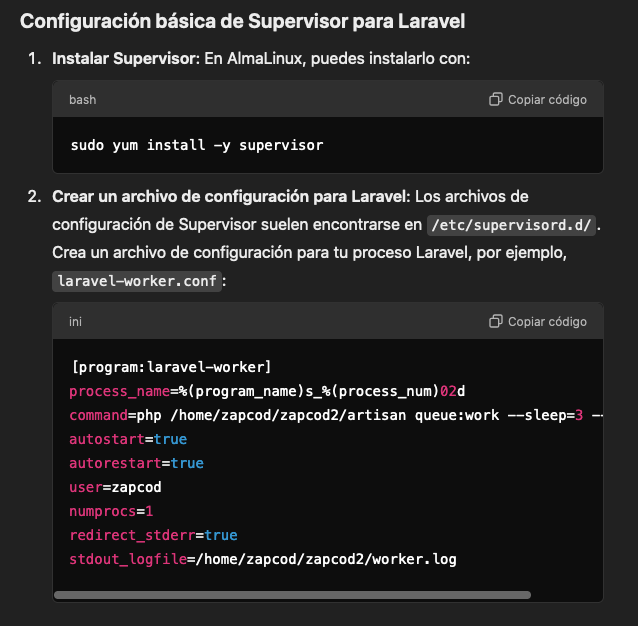 Configuración básica de Supervisor para Laravel
1. Instalar Supervisor: En AlmaLinux, puedes instalarlo con:
bash
Copiar código
sudo yum install -y supervisor
2. Crear un archivo de configuración para Laravel: Los archivos de
configuración de Supervisor suelen encontrarse en /etc/supervisord.d/.
Crea un archivo de configuración para tu proceso Laravel, por ejemplo,
laravel-worker.conf:
ini
Copiar código
[program:laravel-worker]
process_name=%(program_name)s_%(process_num)02d
command=php /home/zapcod/zapcod2/artisan queue:work --sleep=3 --
autostart=true
autorestart=true
user=zapcod
numprocs=1
redirect_stderr=true
stdout_logfile=/home/zapcod/zapcod2/worker.log